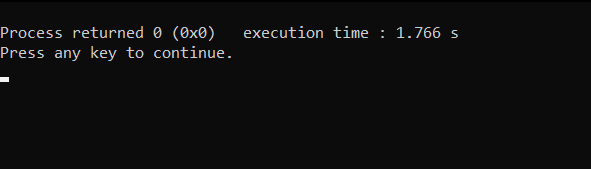 Process returned 0 (0x0)   execution time : 1.766 s
Press any key to continue.